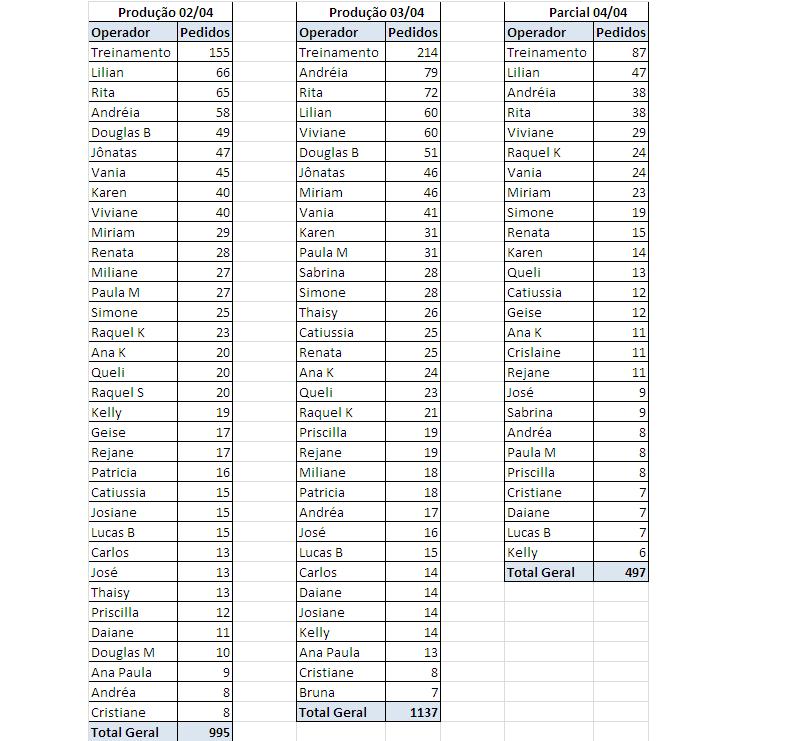 Produção 02/04 Produção 03/04 Parcial 04/04
Operador Pedidos Operador Pedidos Operador Pedidos
Treinamento 155 Treinamento 214 Treinamento 87
Lilian 66 Andréia 79 Lilian 47
Rita 65 Rita 72 Andréia 38
Andréia 58 Lilian 60 Rita 38
Douglas B 49 Viviane 60 Viviane 29
Jônatas 47 Douglas B 51 Raquel K 24
Vania 45 Jônatas 46 Vania 24
Karen 40 Miriam 46 Miriam 23
Viviane 40 Vania 41 Simone 19
Miriam 29 Karen 31 Renata 15
Renata 28 Paula M 31 Karen 14
Miliane 27 Sabrina 28 Queli 13
Paula M 27 Simone 28 Catiussia 12
Simone 25 Thaisy 26 Geise 12
Raquel K 23 Catiussia 25 Ana K 11
Ana K 20 Renata 25 Crislaine 11
Queli 20 Ana K 24 Rejane 11
Raquel S 20 Queli 23 José 9
Kelly 19 Raquel K 21 Sabrina 9
Geise 17 Priscilla 19 Andréa 8
Rejane 17 Rejane 19 Paula M 8
Patricia 16 Miliane 18 Priscilla 8
Catiussia 15 Patricia 18 Cristiane 7
Josiane 15 Andréa 17 Daiane 7
Lucas B 15 José 16 Lucas B 7
Carlos 13 Lucas B 15 Kelly 6
José 13 Carlos 14 Total Geral 497
Thaisy 13 Daiane 14
Priscilla 12 Josiane 14
Daiane 11 Kelly 14
Douglas M 10 Ana Paula 13
Ana Paula 9 Cristiane 8
Andréa 8 Bruna 7
Cristiane 8 Total Geral 1137
Total Geral 995